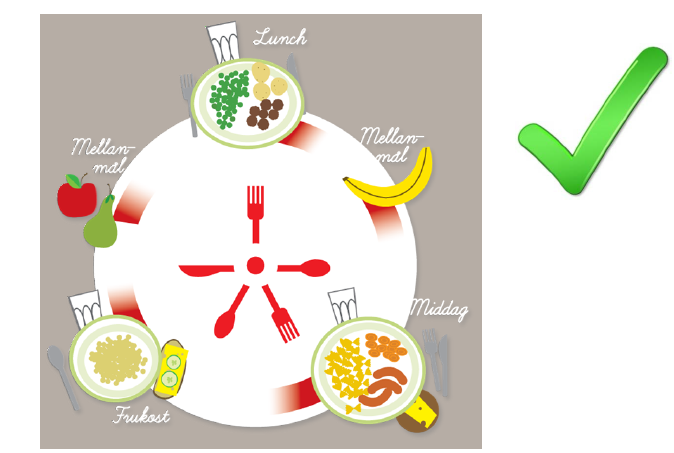 Lunch
Mellan-
mål
Mellan-
mål
Middag
Frukost